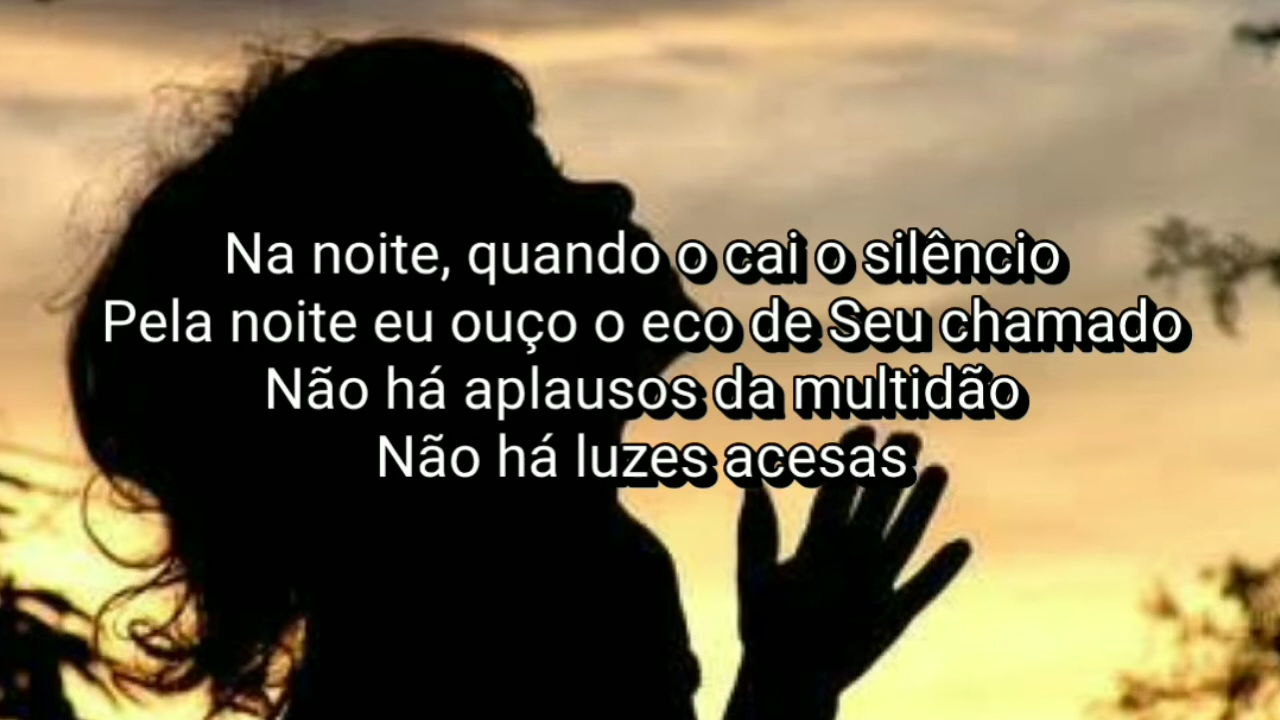 Na noite, quando o cai o silêncio
Pela noite eu ouço o eco de Seu chamado
Não há aplausos da multidão
Não há luzes acesas